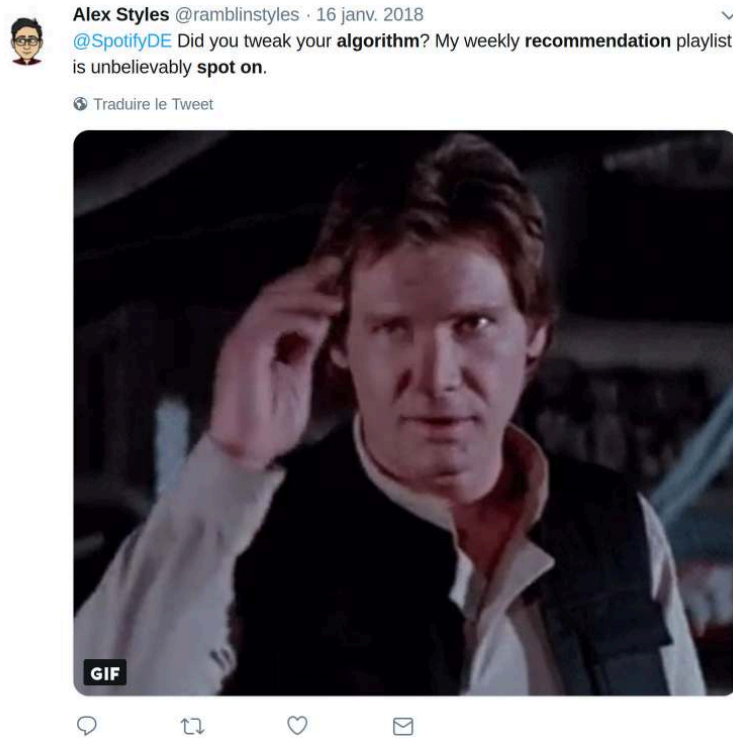 Alex Styles @ramblinstyles · 16 janv. 2018
@SpotifyDE Did you tweak your algorithm? My weekly recommendation playlist
is unbelievably spot on.
Traduire le Tweet
GIF